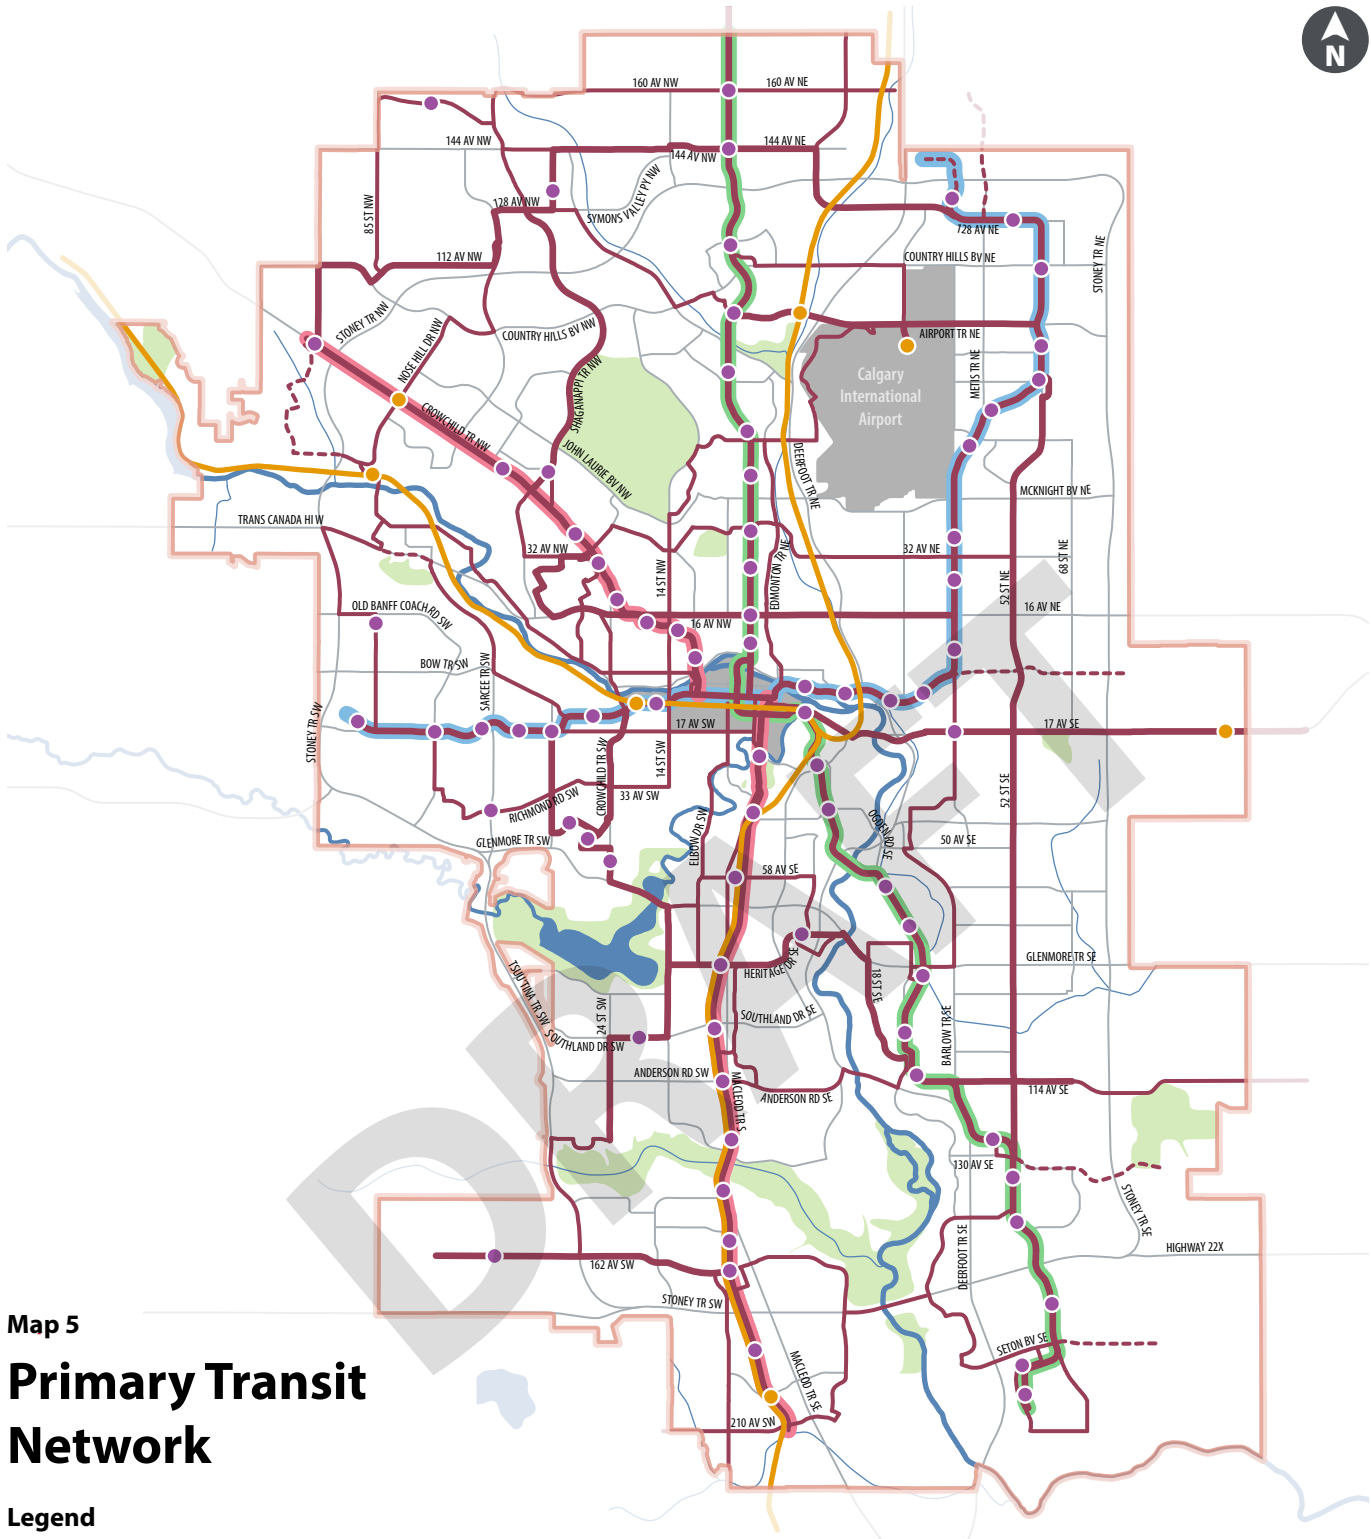 N
160 AV NW
160 AV NE
144 AV NW
144 AV NW
144 AV NE
85 ST NW
128 AV NW
SYMONS VALLEY PY NW
128 AV NE
112 AV NW
COUNTRY HILLS BV NE
STONEY TR NE
STONEY TR NW
NOSE HILL DR NW
COUNTRY HILLS BV NW
AIRPORT TR NE
METIS TR NE
Calgary
International
Airport
SHAGANAPPI TR NW
CROWCHILD TR NW
JOHN LAURIE BV NW
DEERFOOT TR NE
MCKNIGHT BV NE
TRANS CANADA HI W
32 AV NW
32 AV NE
14 ST NW
EDMONTON TR NE
52 ST NE
68 ST NE
OLD BANFF COACH RD SW
16 AV NW
16 AV NE
BOW TR SW
SARCEE TR SW
STONEY TR SW
17 AV SW
17 AV SE
CROWCHILD TR SW
14 ST SW
52 ST SE
RICHMOND RD SW
33 AV SW
GLENMORE TR SW
ELBOW DR SW
OGDEN RD SE
50 AV SE
58 AV SE
HERITAGE DR SE
GLENMORE TR SE
TSUUT'INA TR SW
24 ST SW
18 ST SE
SOUTHLAND DR SE
SOUTHLAND DR SW
BARLOW TR SE
ANDERSON RD SW
MACLEOD TR S
ANDERSON RD SE
114 AV SE
130 AV SE
STONEY TR SE
DEERFOOT TR SE
HIGHWAY 22X
162 AV SW
STONEY TR SW
SETON BV SE
MACLEOD TR SE
210 AV SW
DRAFT
Map 5
Primary Transit
Network
Legend